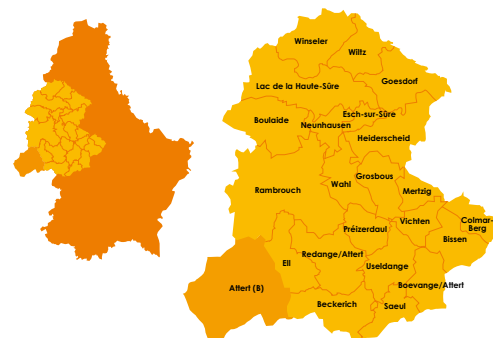 Winseler
Wiltz
Goesdorf
Lac de la Haute-Sûre
Esch-sur-Sûre
Boulaide
Neunhausen
Heiderscheid
Grosbous
Rambrouch
Wahl
Mertzig
Vichten
Colmar-
Berg
Préizerdaul
Bissen
Redange/Attert
Ell
Useldange
Attert (B)
Boevange/Attert
Beckerich
Saeul